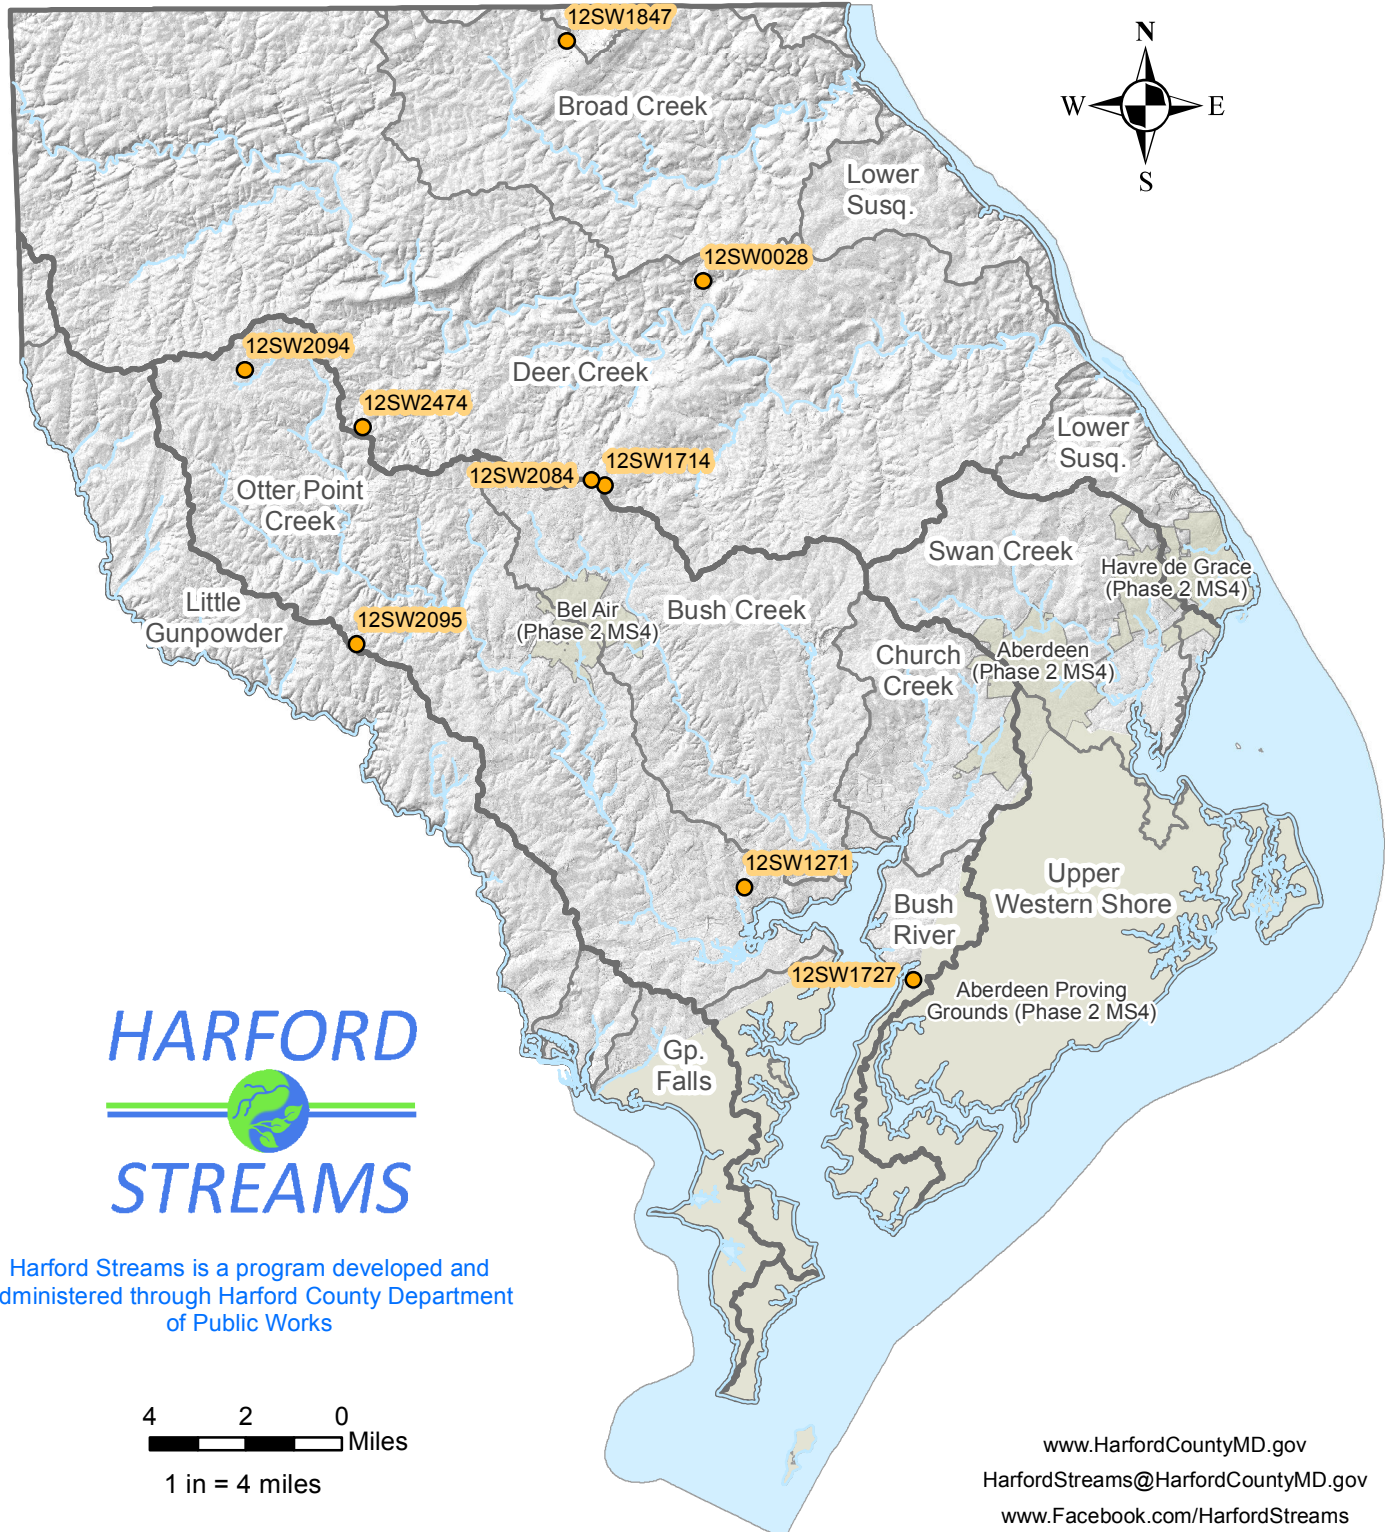 12SW1847
N
W
E
S
Broad Creek
Lower
Susq.
12SW0028
12SW2094
Deer Creek
12SW2474
Lower
Susq.
12SW2084
12SW1714
Otter Point
Creek
Swan Creek
Havre de Grace
(Phase 2 MS4)
Little
Gunpowder
12SW2095
Bel Air
(Phase 2 MS4)
Bush Creek
Church
Creek
Aberdeen
(Phase 2 MS4)
12SW1271
Upper
Western Shore
Bush
River
12SW1727
Aberdeen Proving
Grounds (Phase 2 MS4)
Gp.
Falls
HARFORD
STREAMS
Harford Streams is a program developed and
dministered through Harford County Department
of Public Works
4 2 0
Miles
1 in = 4 miles
www.HarfordCountyMD.gov
HarfordStreams@HarfordCountyMD.gov
www.Facebook.com/HarfordStreams